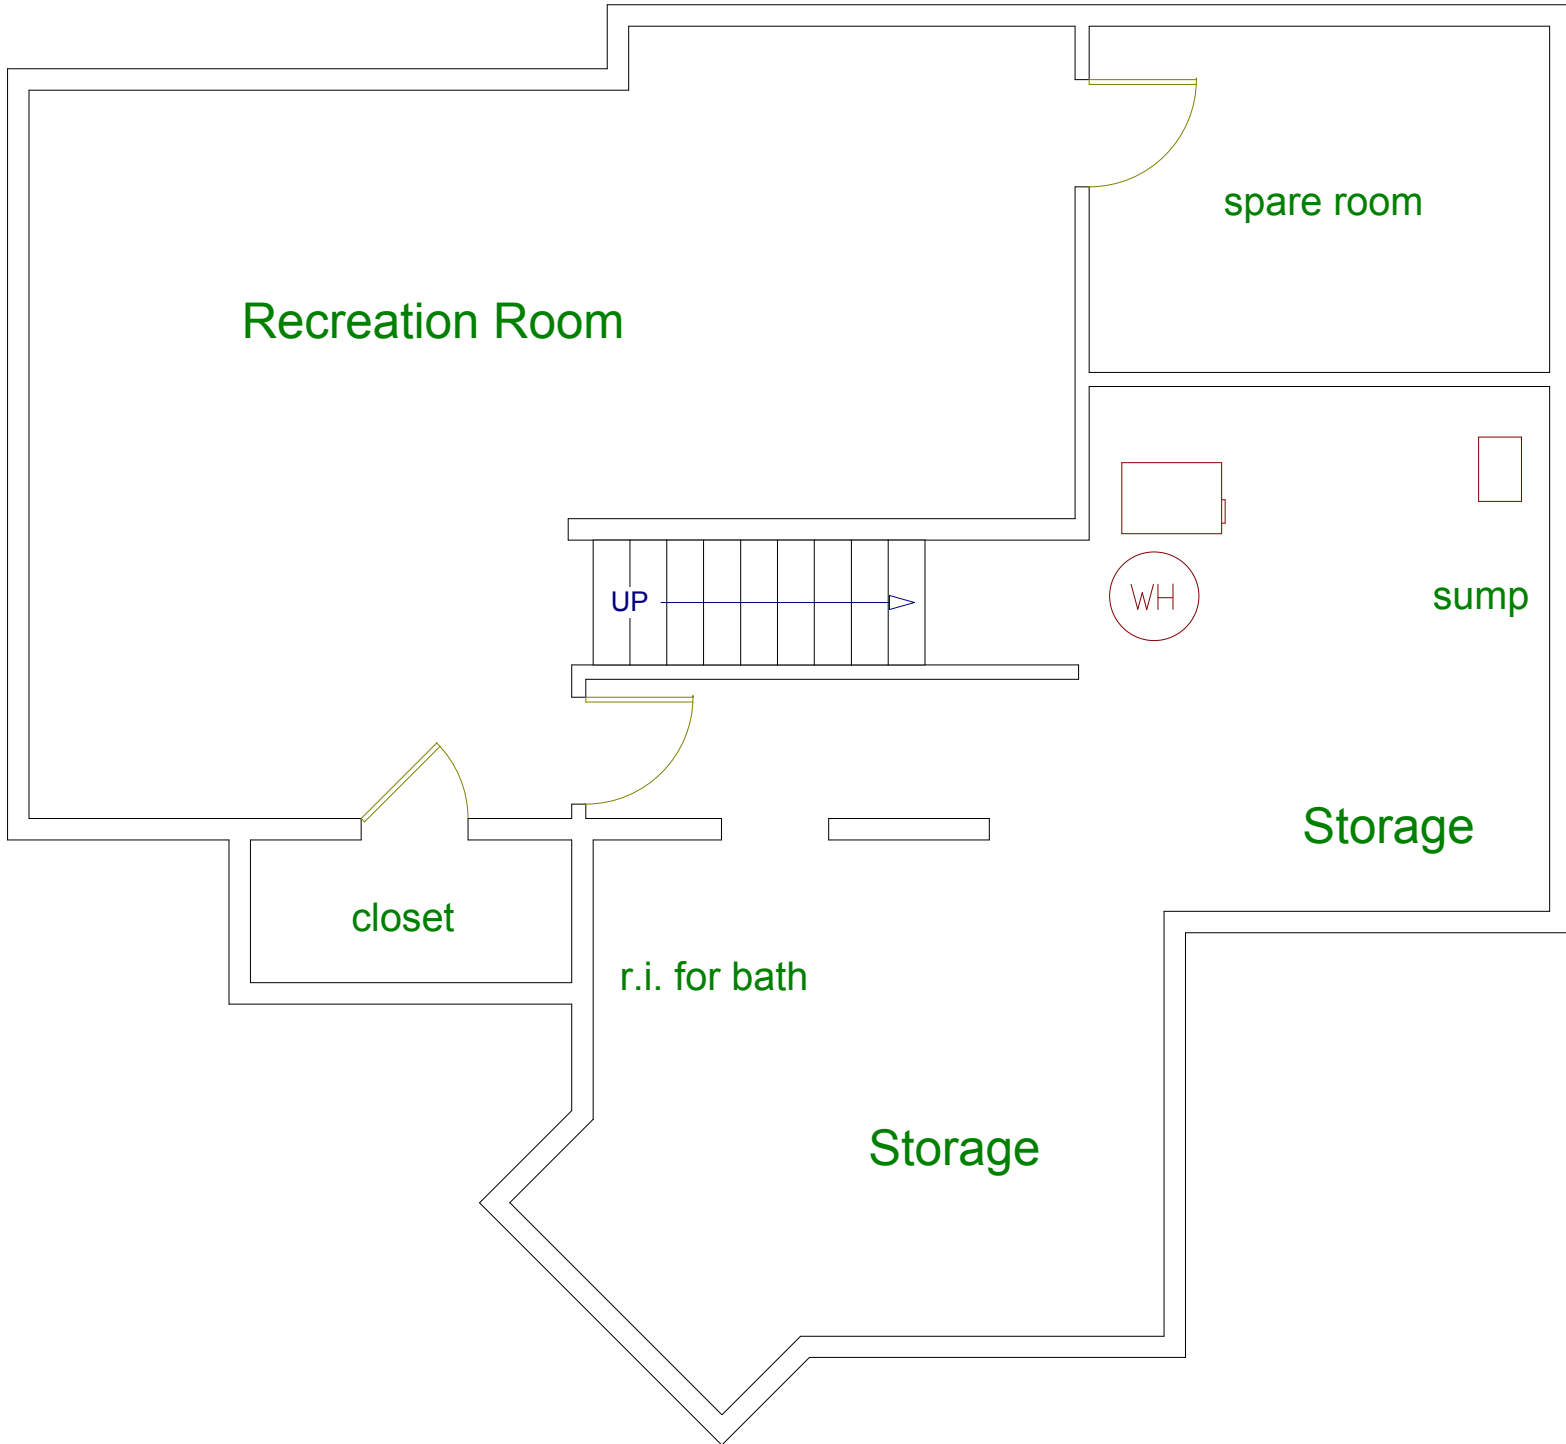 spare room
Recreation Room
UP
WH
sump
Storage
closet
r.i. for bath
Storage